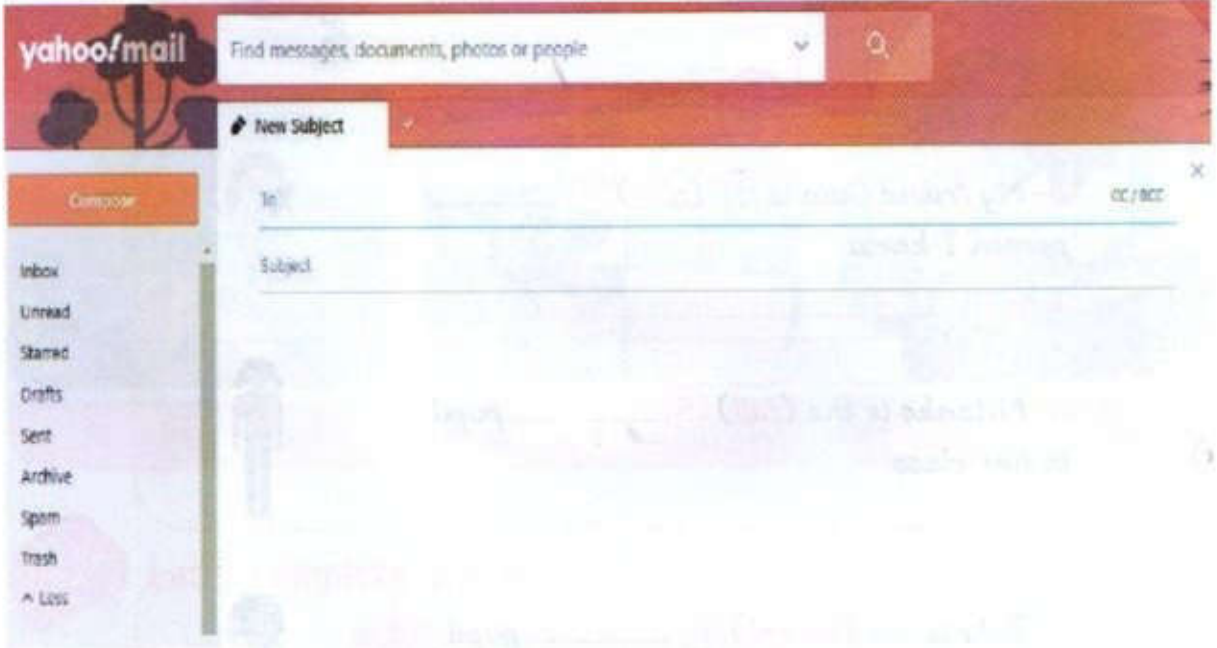 yahoo!mail
Find messages, documents, photos or people
New Subject
Compose
To
CC/BCC
Subject
Inbox
Unread
Starred
Drafts
Sent
Archive
Spam
Trash
Less